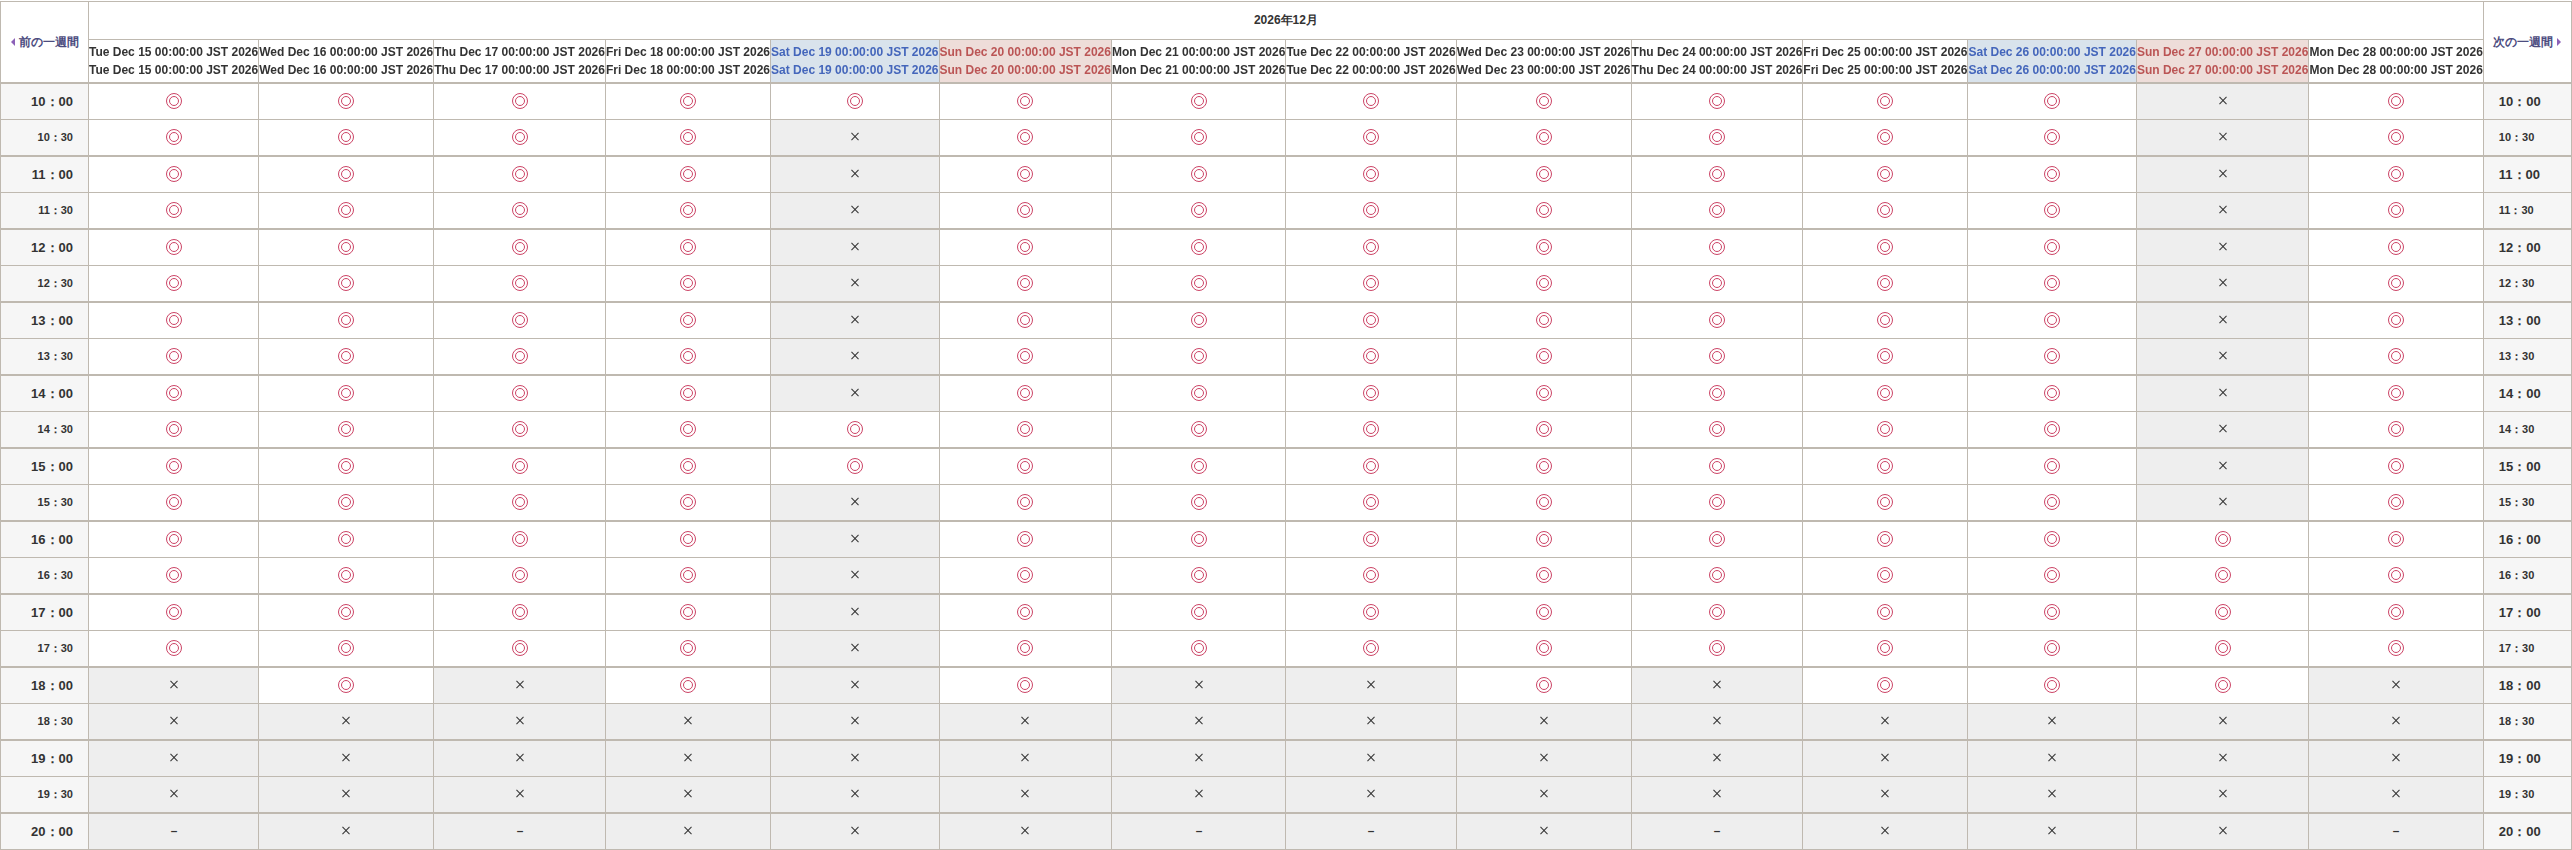 2026年12月
前の一週間
Tue Dec 15 00:00:00 JST 2026 Wed Dec 16 00:00:00 JST 2026 Thu Dec 17 00:00:00 JST 2026 Fri Dec 18 00:00:00 JST 2026 Sat Dec 19 00:00:00 JST 2026 Sun Dec 20 00:00:00 JST 2026 Mon Dec 21 00:00:00 JST 2026 Tue Dec 22 00:00:00 JST 2026 Wed Dec 23 00:00:00 JST 2026 Thu Dec 24 00:00:00 JST 2026 Fri Dec 25 00:00:00 JST 2026 Sat Dec 26 00:00:00 JST 2026 Sun Dec 27 00:00:00 JST 2026 Mon Dec 28 00:00:00 JST 2026
Tue Dec 15 00:00:00 JST 2026 Wed Dec 16 00:00:00 JST 2026 Thu Dec 17 00:00:00 JST 2026 Fri Dec 18 00:00:00 JST 2026 Sat Dec 19 00:00:00 JST 2026 Sun Dec 20 00:00:00 JST 2026 Mon Dec 21 00:00:00 JST 2026 Tue Dec 22 00:00:00 JST 2026 Wed Dec 23 00:00:00 JST 2026 Thu Dec 24 00:00:00 JST 2026 Fri Dec 25 00:00:00 JST 2026 Sat Dec 26 00:00:00 JST 2026 Sun Dec 27 00:00:00 JST 2026 Mon Dec 28 00:00:00 JST 2026
次の一週間
10：00 ◎ ◎ ◎ ◎ ◎ ◎ ◎ ◎ ◎ ◎ ◎ ◎ × ◎ 10：00
10：30 ◎ ◎ ◎ ◎ × ◎ ◎ ◎ ◎ ◎ ◎ ◎ × ◎ 10：30
11：00 ◎ ◎ ◎ ◎ × ◎ ◎ ◎ ◎ ◎ ◎ ◎ × ◎ 11：00
11：30 ◎ ◎ ◎ ◎ × ◎ ◎ ◎ ◎ ◎ ◎ ◎ × ◎ 11：30
12：00 ◎ ◎ ◎ ◎ × ◎ ◎ ◎ ◎ ◎ ◎ ◎ × ◎ 12：00
12：30 ◎ ◎ ◎ ◎ × ◎ ◎ ◎ ◎ ◎ ◎ ◎ × ◎ 12：30
13：00 ◎ ◎ ◎ ◎ × ◎ ◎ ◎ ◎ ◎ ◎ ◎ × ◎ 13：00
13：30 ◎ ◎ ◎ ◎ × ◎ ◎ ◎ ◎ ◎ ◎ ◎ × ◎ 13：30
14：00 ◎ ◎ ◎ ◎ × ◎ ◎ ◎ ◎ ◎ ◎ ◎ × ◎ 14：00
14：30 ◎ ◎ ◎ ◎ ◎ ◎ ◎ ◎ ◎ ◎ ◎ ◎ × ◎ 14：30
15：00 ◎ ◎ ◎ ◎ ◎ ◎ ◎ ◎ ◎ ◎ ◎ ◎ × ◎ 15：00
15：30 ◎ ◎ ◎ ◎ × ◎ ◎ ◎ ◎ ◎ ◎ ◎ × ◎ 15：30
16：00 ◎ ◎ ◎ ◎ × ◎ ◎ ◎ ◎ ◎ ◎ ◎ ◎ ◎ 16：00
16：30 ◎ ◎ ◎ ◎ × ◎ ◎ ◎ ◎ ◎ ◎ ◎ ◎ ◎ 16：30
17：00 ◎ ◎ ◎ ◎ × ◎ ◎ ◎ ◎ ◎ ◎ ◎ ◎ ◎ 17：00
17：30 ◎ ◎ ◎ ◎ × ◎ ◎ ◎ ◎ ◎ ◎ ◎ ◎ ◎ 17：30
18：00 × ◎ × ◎ × ◎ × × ◎ × ◎ ◎ ◎ × 18：00
18：30 × × × × × × × × × × × × × × 18：30
19：00 × × × × × × × × × × × × × × 19：00
19：30 × × × × × × × × × × × × × × 19：30
20：00 － × － × × × － － × － × × × － 20：00